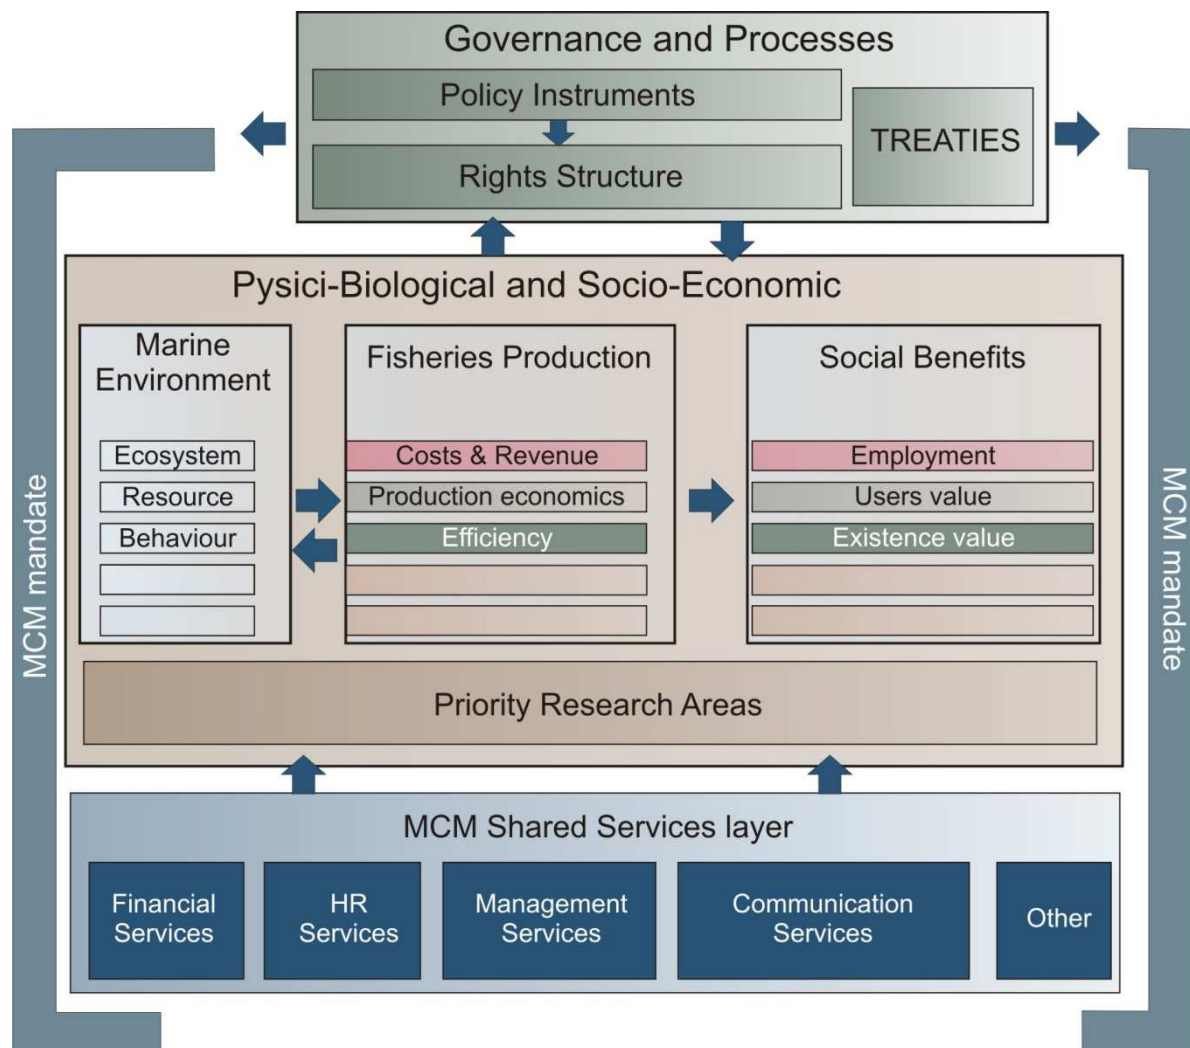 Governance and Processes
Policy Instruments
TREATIES
Rights Structure
MCM mandate
MCM mandate
Pysici-Biological and Socio-Economic
Marine
Environment
Ecosystem
Resource
Behaviour
Fisheries Production
Costs & Revenue
Production economics
Efficiency
Social Benefits
Employment
Users value
Existence value
Priority Research Areas
MCM Shared Services layer
Financial
Services
HR
Services
Management
Services
Communication
Services
Other